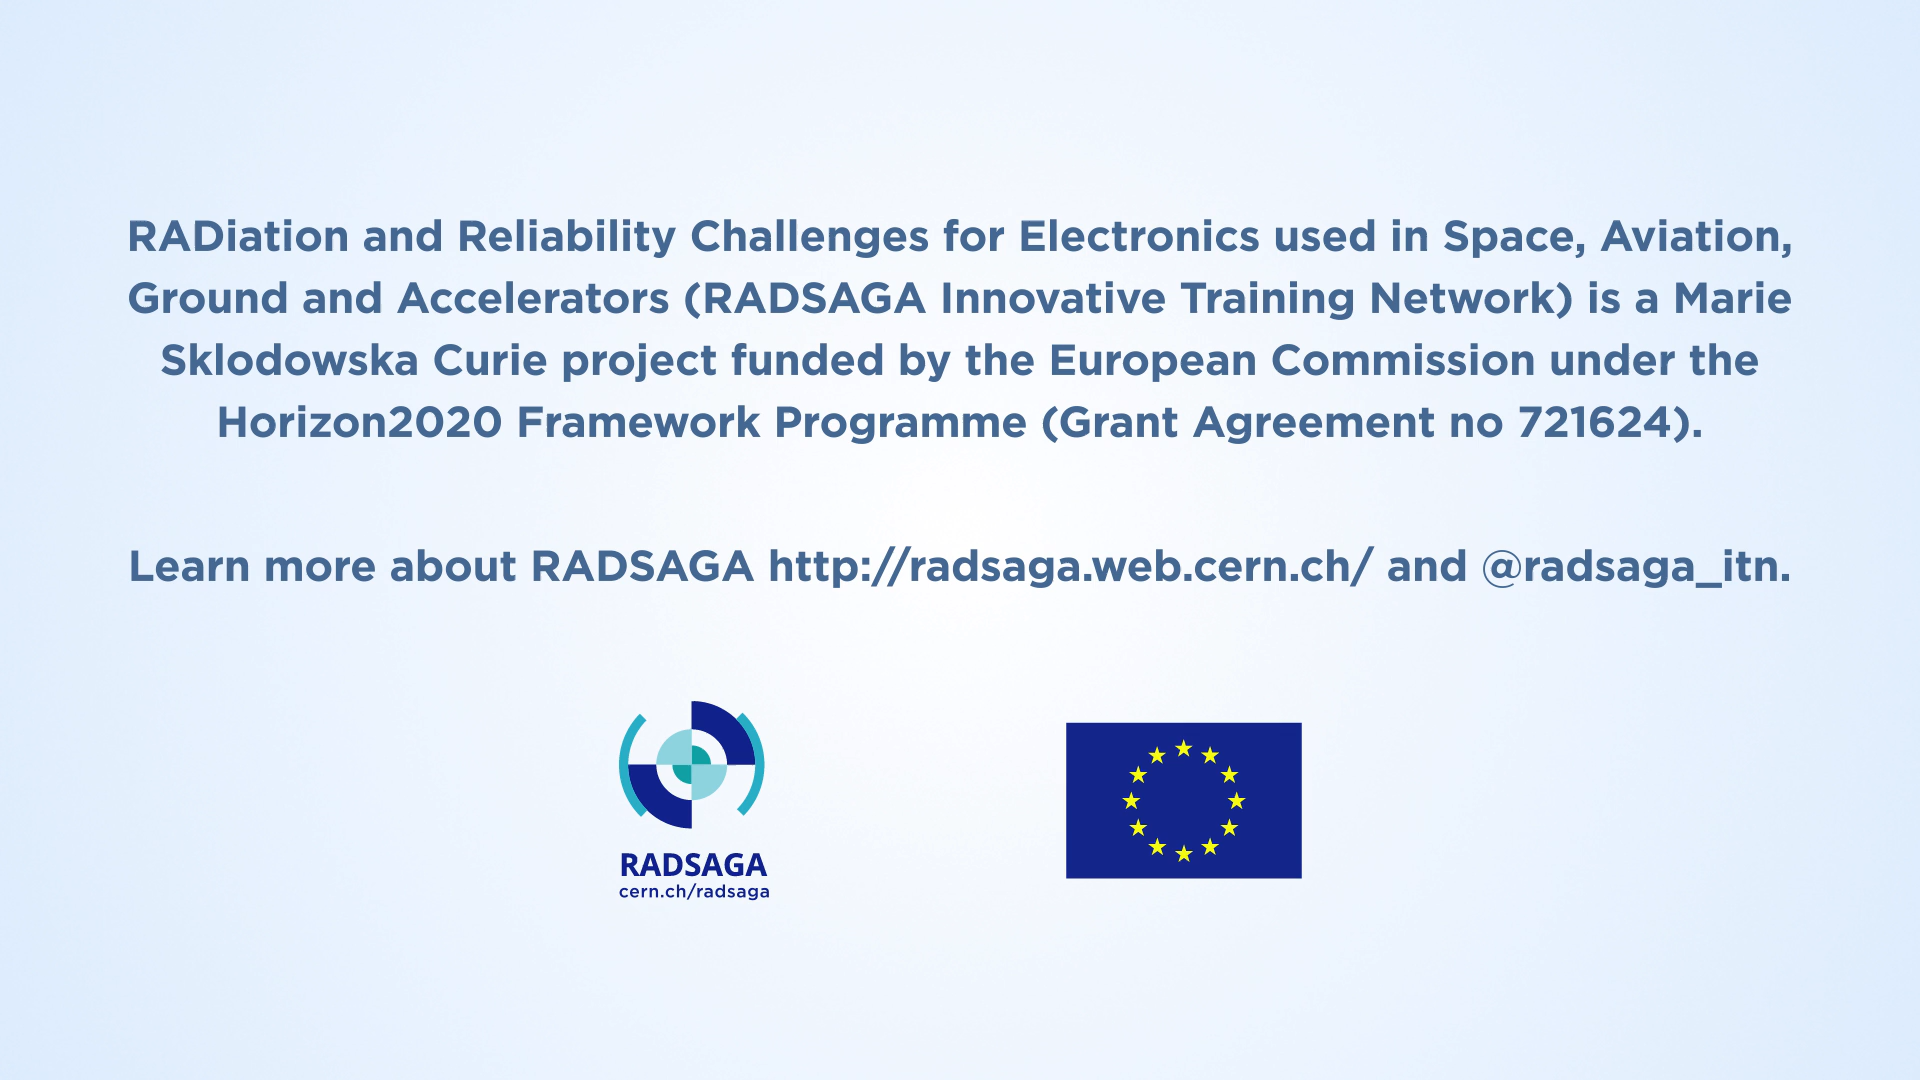 RADiation and Reliability Challenges for Electronics used in Space, Aviation,
Ground and Accelerators (RADSAGA Innovative Training Network) is a Marie
Sklodowska Curie project funded by the European Commission under the
Horizon2020 Framework Programme (Grant Agreement no 721624).
Learn more about RADSAGA http://radsaga.web.cern.ch/ and @radsaga_itn.
RADSAGA
cern.ch/radsaga